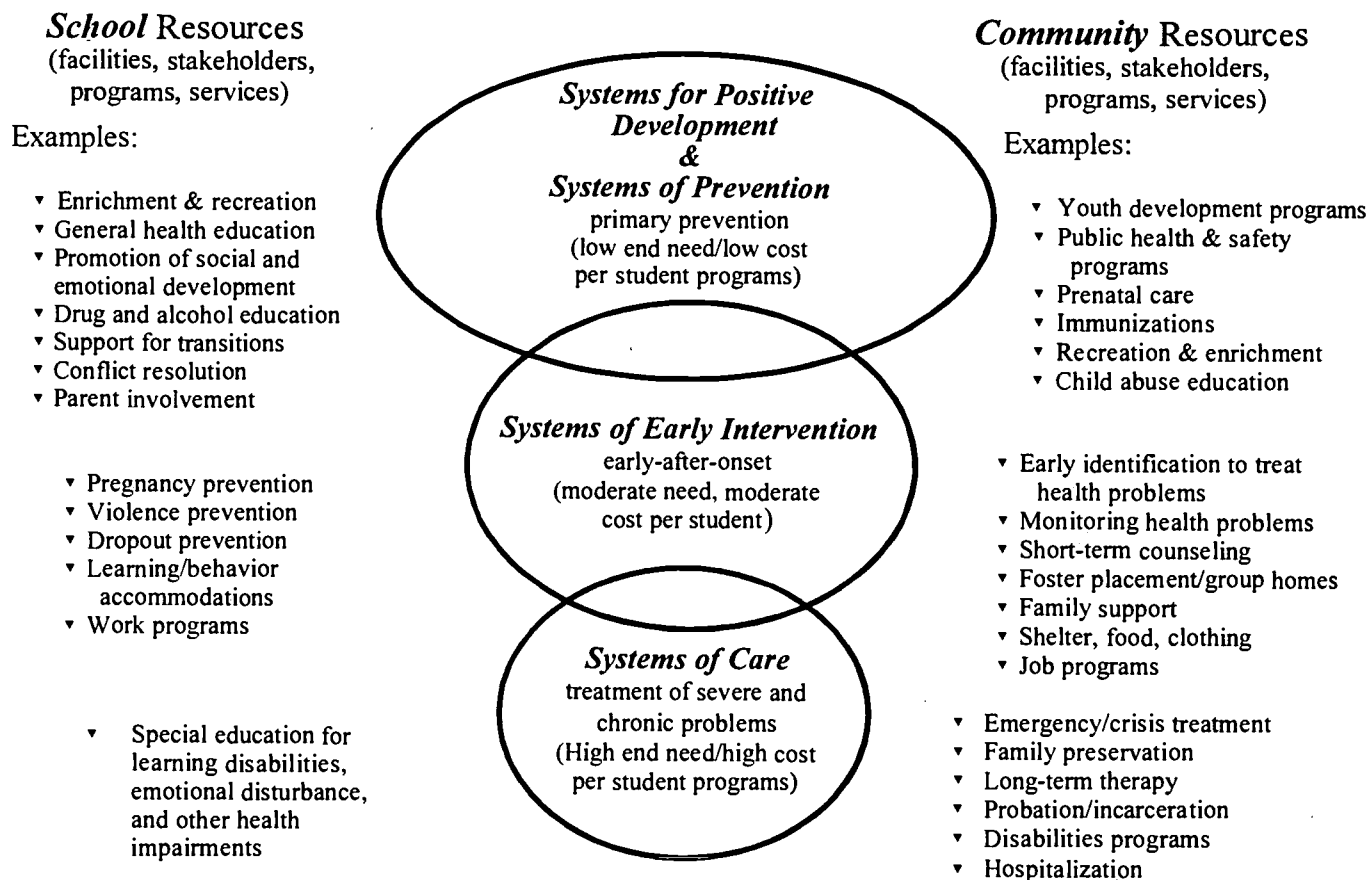 School Resources
(facilities, stakeholders,
programs, services)
Examples:
▼ Enrichment & recreation
▼ General health education
▼ Promotion of social and
emotional development
▼ Drug and alcohol education
▼ Support for transitions
▼ Conflict resolution
▼ Parent involvement
▼ Pregnancy prevention
▼ Violence prevention
▼ Dropout prevention
▼ Learning/behavior
accommodations
▼ Work programs
▼ Special education for
learning disabilities,
emotional disturbance,
and other health
impairments
Systems for Positive
Development
&
Systems of Prevention
primary prevention
(low end need/low cost
per student programs)
Systems of Early Intervention
early-after-onset
(moderate need, moderate
cost per student)
Systems of Care
treatment of severe and
chronic problems
(High end need/high cost
per student programs)
Community Resources
(facilities, stakeholders,
programs, services)
Examples:
▼ Youth development programs
▼ Public health & safety
programs
▼ Prenatal care
▼ Immunizations
▼ Recreation & enrichment
▼ Child abuse education
▼ Early identification to treat
health problems
▼ Monitoring health problems
▼ Short-term counseling
▼ Foster placement/group homes
▼ Family support
▼ Shelter, food, clothing
▼ Job programs
▼ Emergency/crisis treatment
▼ Family preservation
▼ Long-term therapy
▼ Probation/incarceration
▼ Disabilities programs
▼ Hospitalization